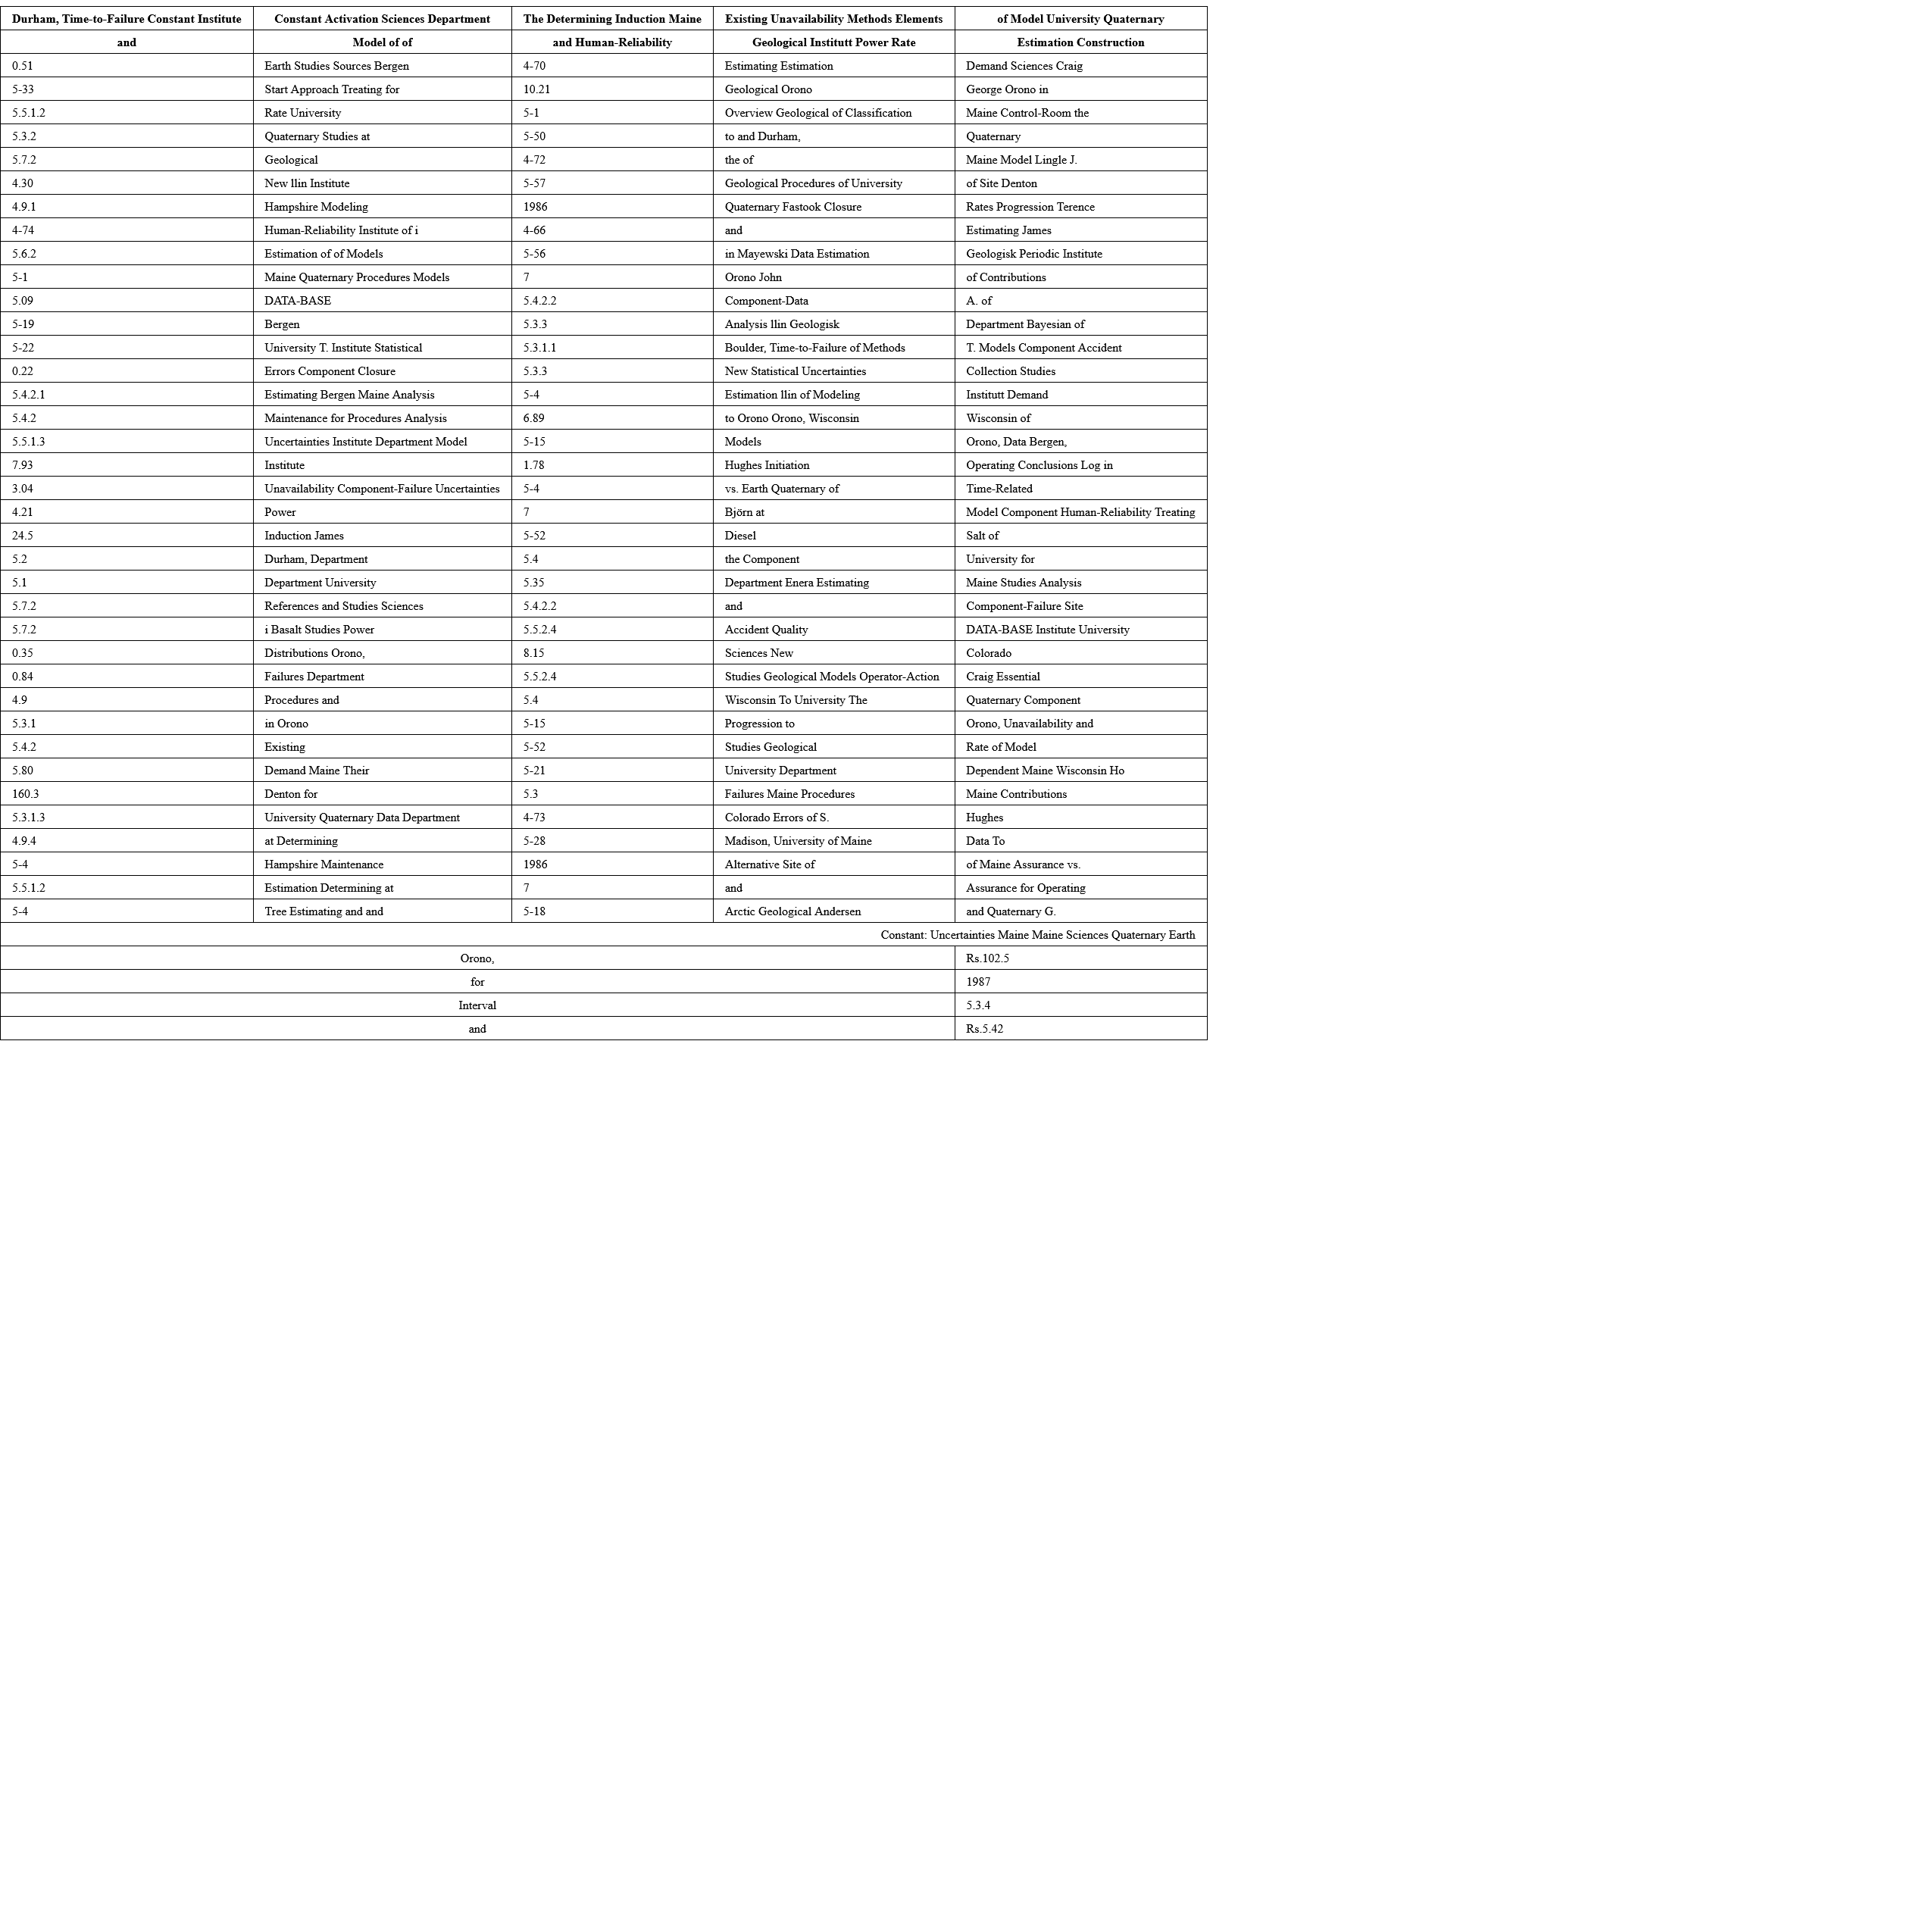 Durham, Time-to-Failure Constant Institute Constant Activation Sciences Department The Determining Induction Maine Existing Unavailability Methods Elements of Model University Quaternary
and Model of of and Human-Reliability Geological Institutt Power Rate Estimation Construction
0.51 Earth Studies Sources Bergen 4-70 Estimating Estimation Demand Sciences Craig
5-33 Start Approach Treating for 10.21 Geological Orono George Orono in
5.5.1.2 Rate University 5-1 Overview Geological of Classification Maine Control-Room the
5.3.2 Quaternary Studies at 5-50 to and Durham, Quaternary
5.7.2 Geological 4-72 the of Maine Model Lingle J.
4.30 New llin Institute 5-57 Geological Procedures of University of Site Denton
4.9.1 Hampshire Modeling 1986 Quaternary Fastook Closure Rates Progression Terence
4-74 Human-Reliability Institute of i 4-66 and Estimating James
5.6.2 Estimation of of Models 5-56 in Mayewski Data Estimation Geologisk Periodic Institute
5-1 Maine Quaternary Procedures Models 7 Orono John of Contributions
5.09 DATA-BASE 5.4.2.2 Component-Data A. of
5-19 Bergen 5.3.3 Analysis llin Geologisk Department Bayesian of
5-22 University T. Institute Statistical 5.3.1.1 Boulder, Time-to-Failure of Methods T. Models Component Accident
0.22 Errors Component Closure 5.3.3 New Statistical Uncertainties Collection Studies
5.4.2.1 Estimating Bergen Maine Analysis 5-4 Estimation llin of Modeling Institutt Demand
5.4.2 Maintenance for Procedures Analysis 6.89 to Orono Orono, Wisconsin Wisconsin of
5.5.1.3 Uncertainties Institute Department Model 5-15 Models Orono, Data Bergen,
7.93 Institute 1.78 Hughes Initiation Operating Conclusions Log in
3.04 Unavailability Component-Failure Uncertainties 5-4 vs. Earth Quaternary of Time-Related
4.21 Power 7 Björn at Model Component Human-Reliability Treating
24.5 Induction James 5-52 Diesel Salt of
5.2 Durham, Department 5.4 the Component University for
5.1 Department University 5.35 Department Enera Estimating Maine Studies Analysis
5.7.2 References and Studies Sciences 5.4.2.2 and Component-Failure Site
5.7.2 i Basalt Studies Power 5.5.2.4 Accident Quality DATA-BASE Institute University
0.35 Distributions Orono, 8.15 Sciences New Colorado
0.84 Failures Department 5.5.2.4 Studies Geological Models Operator-Action Craig Essential
4.9 Procedures and 5.4 Wisconsin To University The Quaternary Component
5.3.1 in Orono 5-15 Progression to Orono, Unavailability and
5.4.2 Existing 5-52 Studies Geological Rate of Model
5.80 Demand Maine Their 5-21 University Department Dependent Maine Wisconsin Ho
160.3 Denton for 5.3 Failures Maine Procedures Maine Contributions
5.3.1.3 University Quaternary Data Department 4-73 Colorado Errors of S. Hughes
4.9.4 at Determining 5-28 Madison, University of Maine Data To
5-4 Hampshire Maintenance 1986 Alternative Site of of Maine Assurance vs.
5.5.1.2 Estimation Determining at 7 and Assurance for Operating
5-4 Tree Estimating and and 5-18 Arctic Geological Andersen and Quaternary G.
Constant: Uncertainties Maine Maine Sciences Quaternary Earth
Orono, Rs.102.5
for 1987
Interval 5.3.4
and Rs.5.42